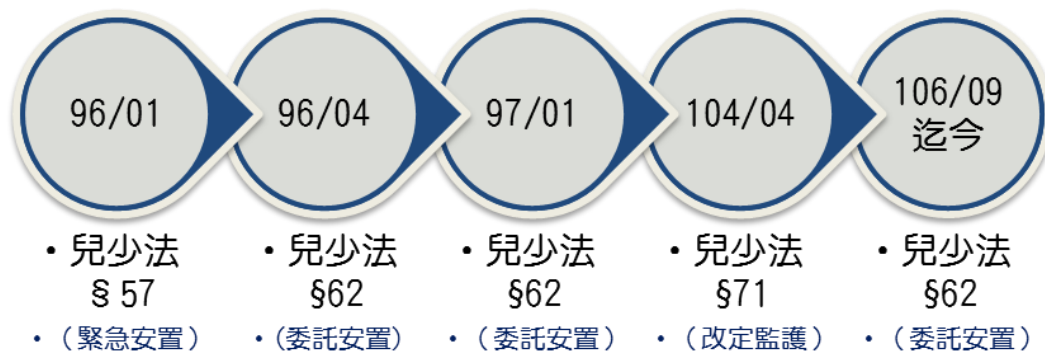 96/01
96/04
97/01
104/04
106/09
迄今
・兒少法
§57
・(緊急安置)
・兒少法
§62
・(委託安置)
・兒少法
§62
・(委託安置)
・兒少法
§71
・(改定監護)
・兒少法
§62
・(委託安置)